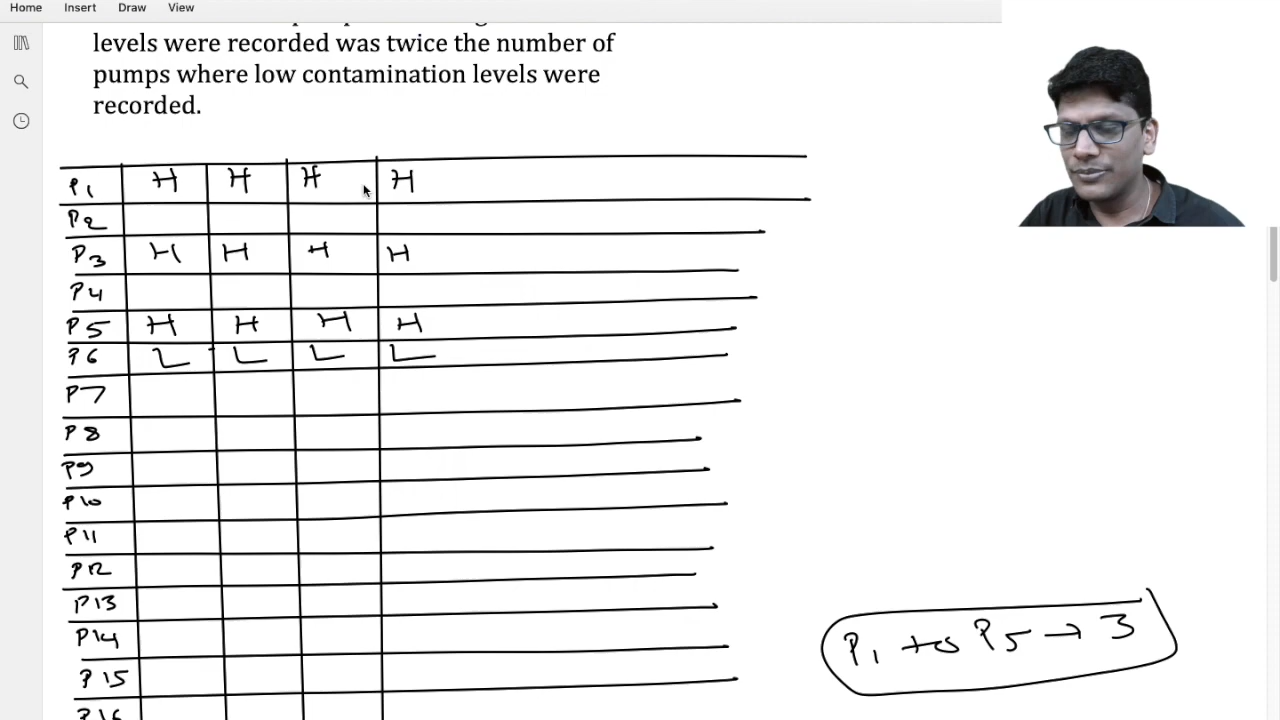 Home Insert Draw View
levels were recorded was twice the number of
pumps where low contamination levels were
recorded.
P1 H H H H
P2
P3 H H H H
P4
P5 H H H H
P6 L L L L
P7
P8
P9
P10
P11
P12
P13
P14
P15
P16
P1 to P5 → 3